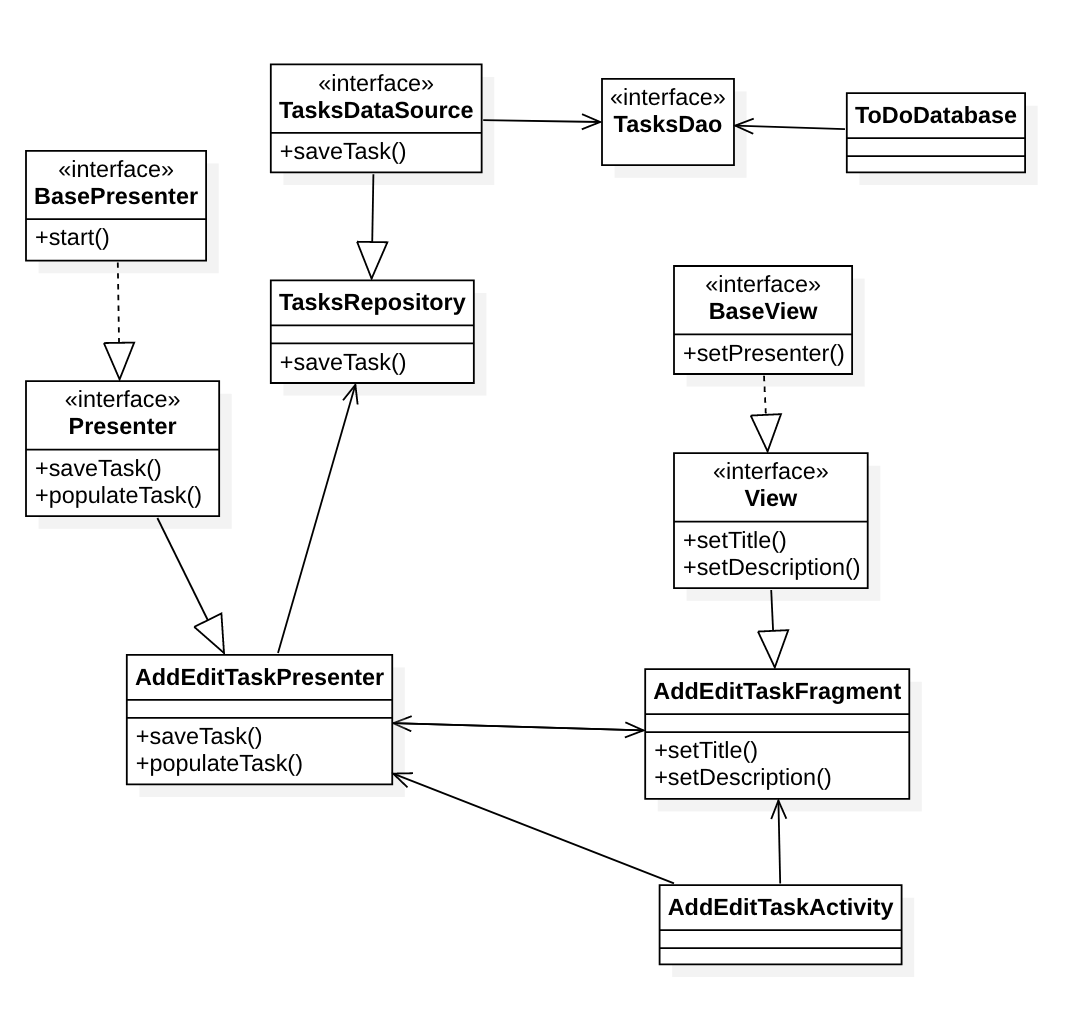 «interface»
TasksDataSource
+saveTask()
«interface»
TasksDao
ToDoDatabase
«interface»
BasePresenter
+start()
TasksRepository
+saveTask()
«interface»
BaseView
+setPresenter()
«interface»
Presenter
+saveTask()
+populateTask()
«interface»
View
+setTitle()
+setDescription()
AddEditTaskPresenter
+saveTask()
+populateTask()
AddEditTaskFragment
+setTitle()
+setDescription()
AddEditTaskActivity